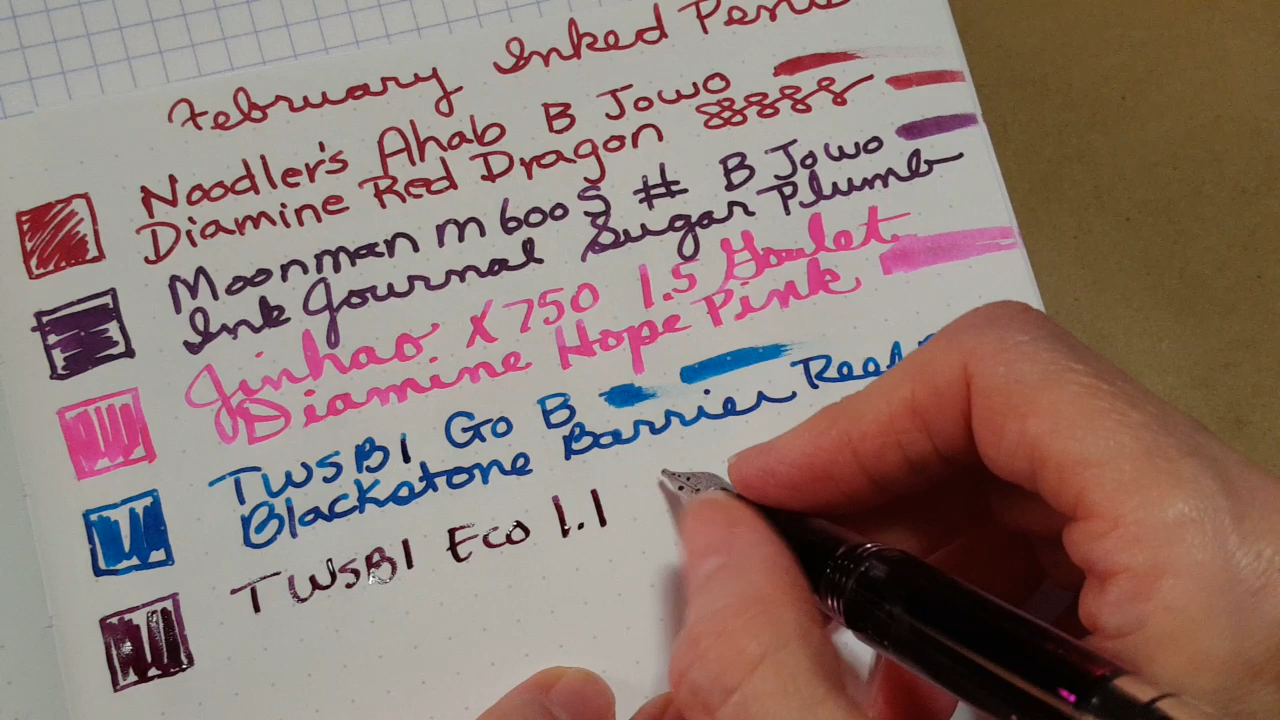 February Inked Pens
Noodler's Ahab B Jowo
Diamine Red Dragon
Moonman M600S # B Jowo
Ink Journal Sugar Plumb
Jinhao X750 1.5 Goulet
Diamine Hope Pink
TWSBI Go B
Blackstone Barrier Reef
TWSBI Eco 1.1